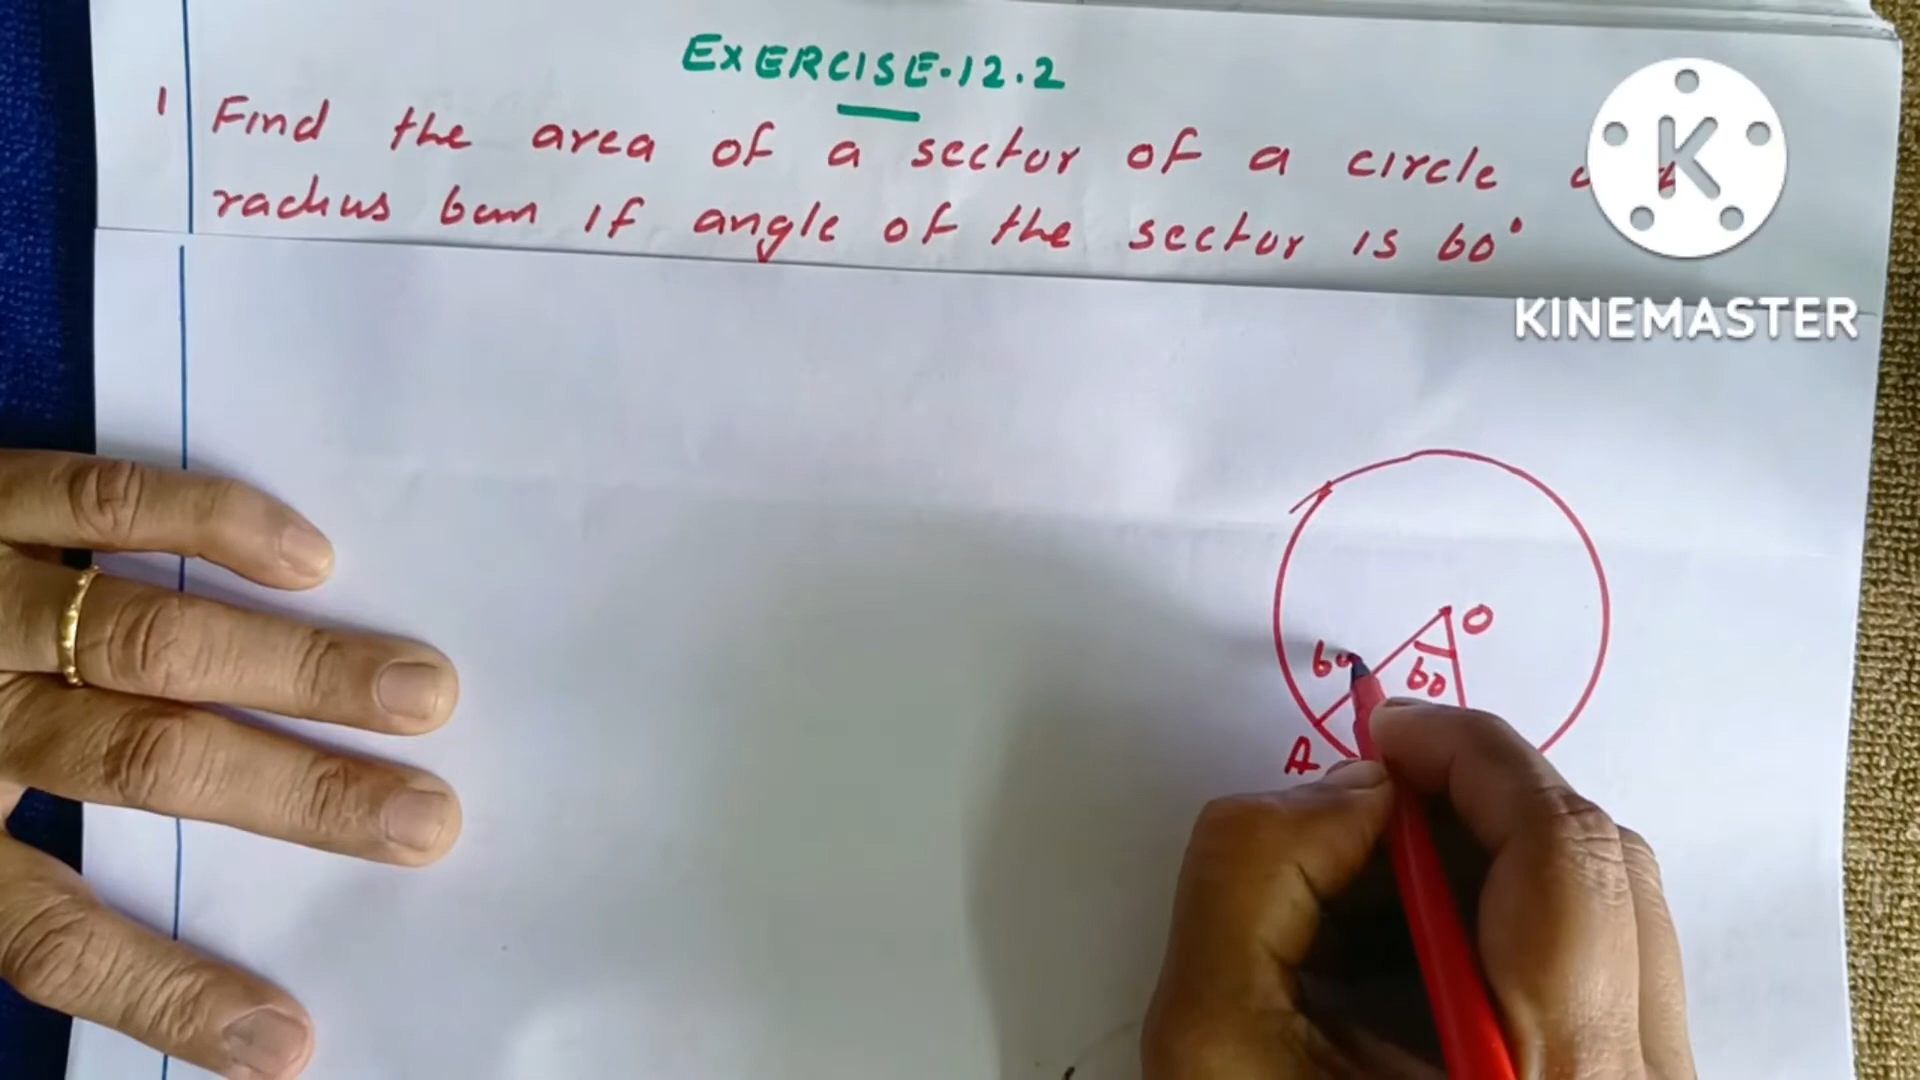 EXERCISE.12.2
1 Find the area of a sector of a circle
radius 6cm if angle of the sector is 60°
K
KINEMASTER
O
60
A